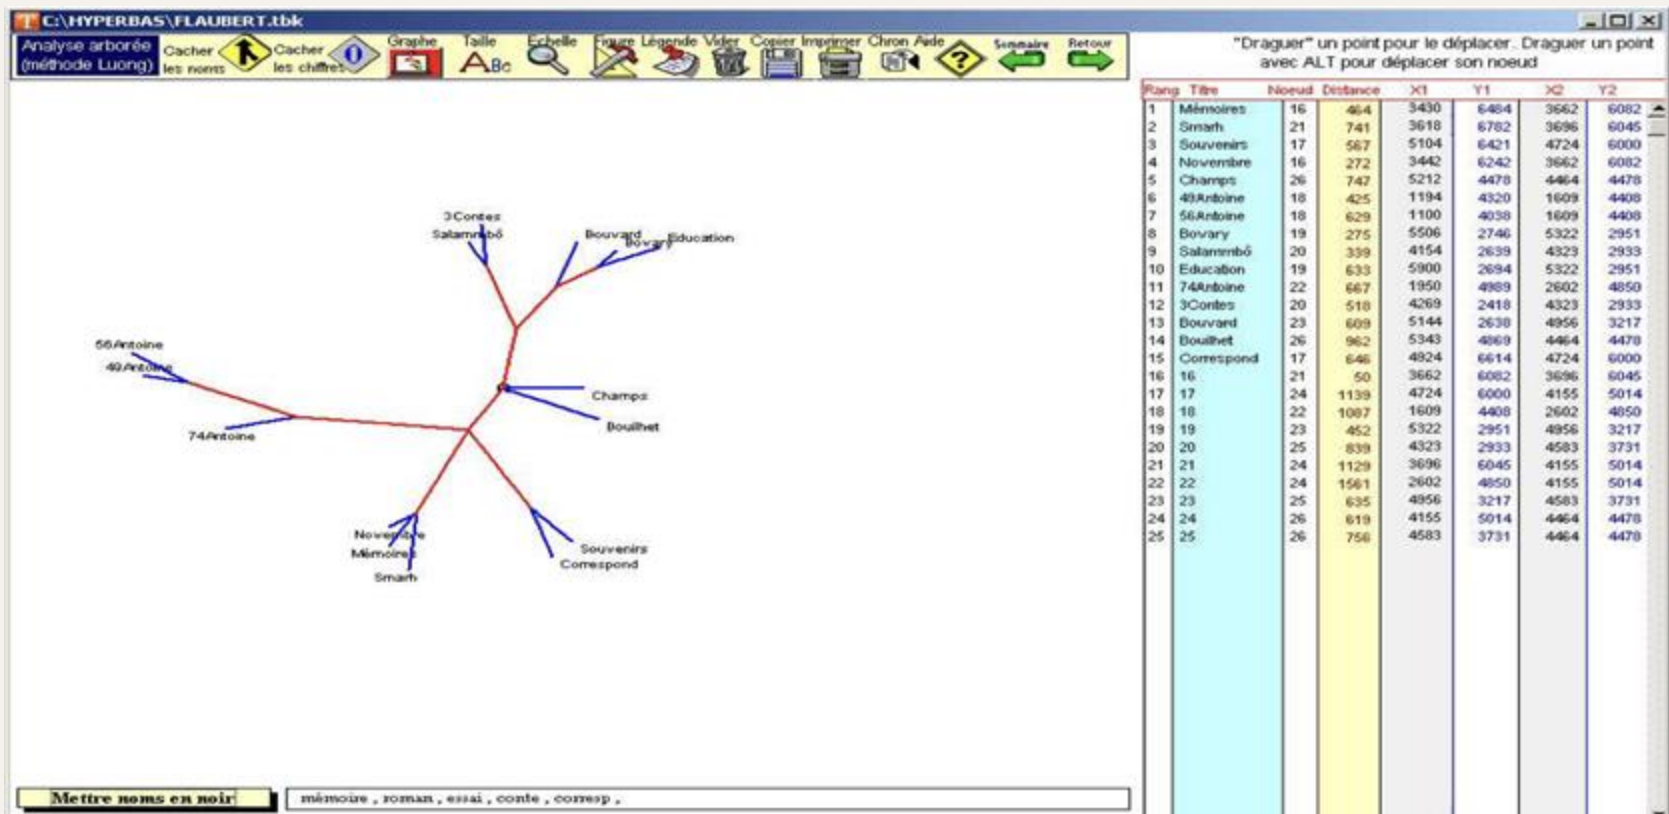 C:\HYPERBAS\FLAUBERT.tbk
Analyse arborée
(méthode Luong)
Cacher
les noms
Cacher
les chiffres
0
Graphe
Taille
ABc
Echelle
Figure
Légende
Vider
Copier
Imprimer
Chron
Aide
?
Sommaire
Retour
"Draguer" un point pour le déplacer. Draguer un point
avec ALT pour déplacer son noeud
3Contes
Salammbô
Bouvard
Bovary
Education
56Antoine
49Antoine
74Antoine
Champs
Bouilhet
Novembre
Mémoires
Smarh
Souvenirs
Correspond
Rang Titre Noeud Distance X1 Y1 X2 Y2
1 Mémoires 16 464 3430 6484 3662 6082
2 Smarh 21 741 3618 6782 3696 6045
3 Souvenirs 17 567 5104 6421 4724 6000
4 Novembre 16 272 3442 6242 3662 6082
5 Champs 26 747 5212 4478 4464 4478
6 49Antoine 18 425 1194 4320 1609 4408
7 56Antoine 18 629 1100 4038 1609 4408
8 Bovary 19 275 5506 2746 5322 2951
9 Salammbô 20 339 4154 2639 4323 2933
10 Education 19 633 5900 2694 5322 2951
11 74Antoine 22 667 1950 4989 2602 4850
12 3Contes 20 518 4269 2418 4323 2933
13 Bouvard 23 609 5144 2638 4956 3217
14 Bouilhet 26 962 5343 4869 4464 4478
15 Correspond 17 646 4924 6614 4724 6000
16 16 21 50 3662 6082 3696 6045
17 17 24 1139 4724 6000 4155 5014
18 18 22 1087 1609 4408 2602 4850
19 19 23 452 5322 2951 4956 3217
20 20 25 839 4323 2933 4583 3731
21 21 24 1129 3696 6045 4155 5014
22 22 24 1561 2602 4850 4155 5014
23 23 25 635 4956 3217 4583 3731
24 24 26 619 4155 5014 4464 4478
25 25 26 756 4583 3731 4464 4478
Mettre noms en noir
mémoire , roman , essai , conte , corresp ,